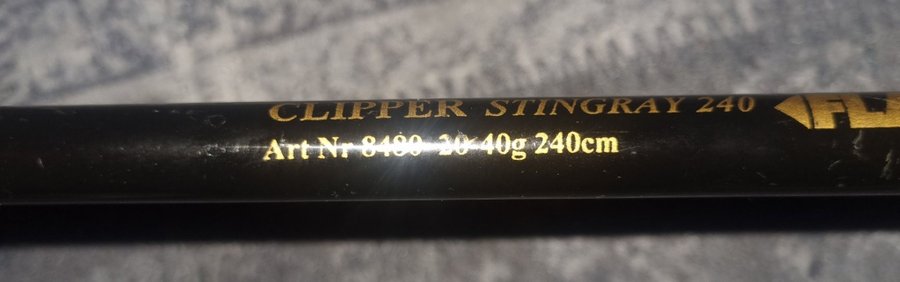 CLIPPER STINGRAY 240
Art Nr 8480 20-40g 240cm